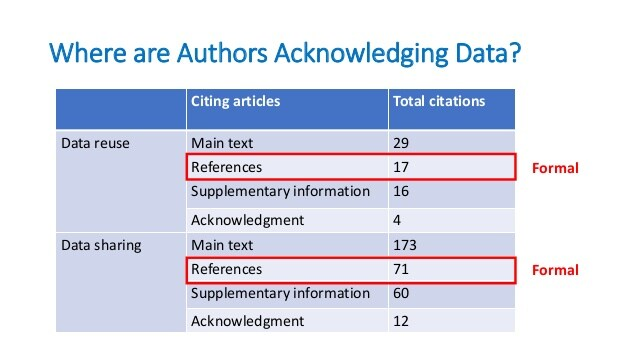 Where are Authors Acknowledging Data?
Citing articles Total citations
Data reuse Main text 29
References 17 Formal
Supplementary information 16
Acknowledgment 4
Data sharing Main text 173
References 71 Formal
Supplementary information 60
Acknowledgment 12